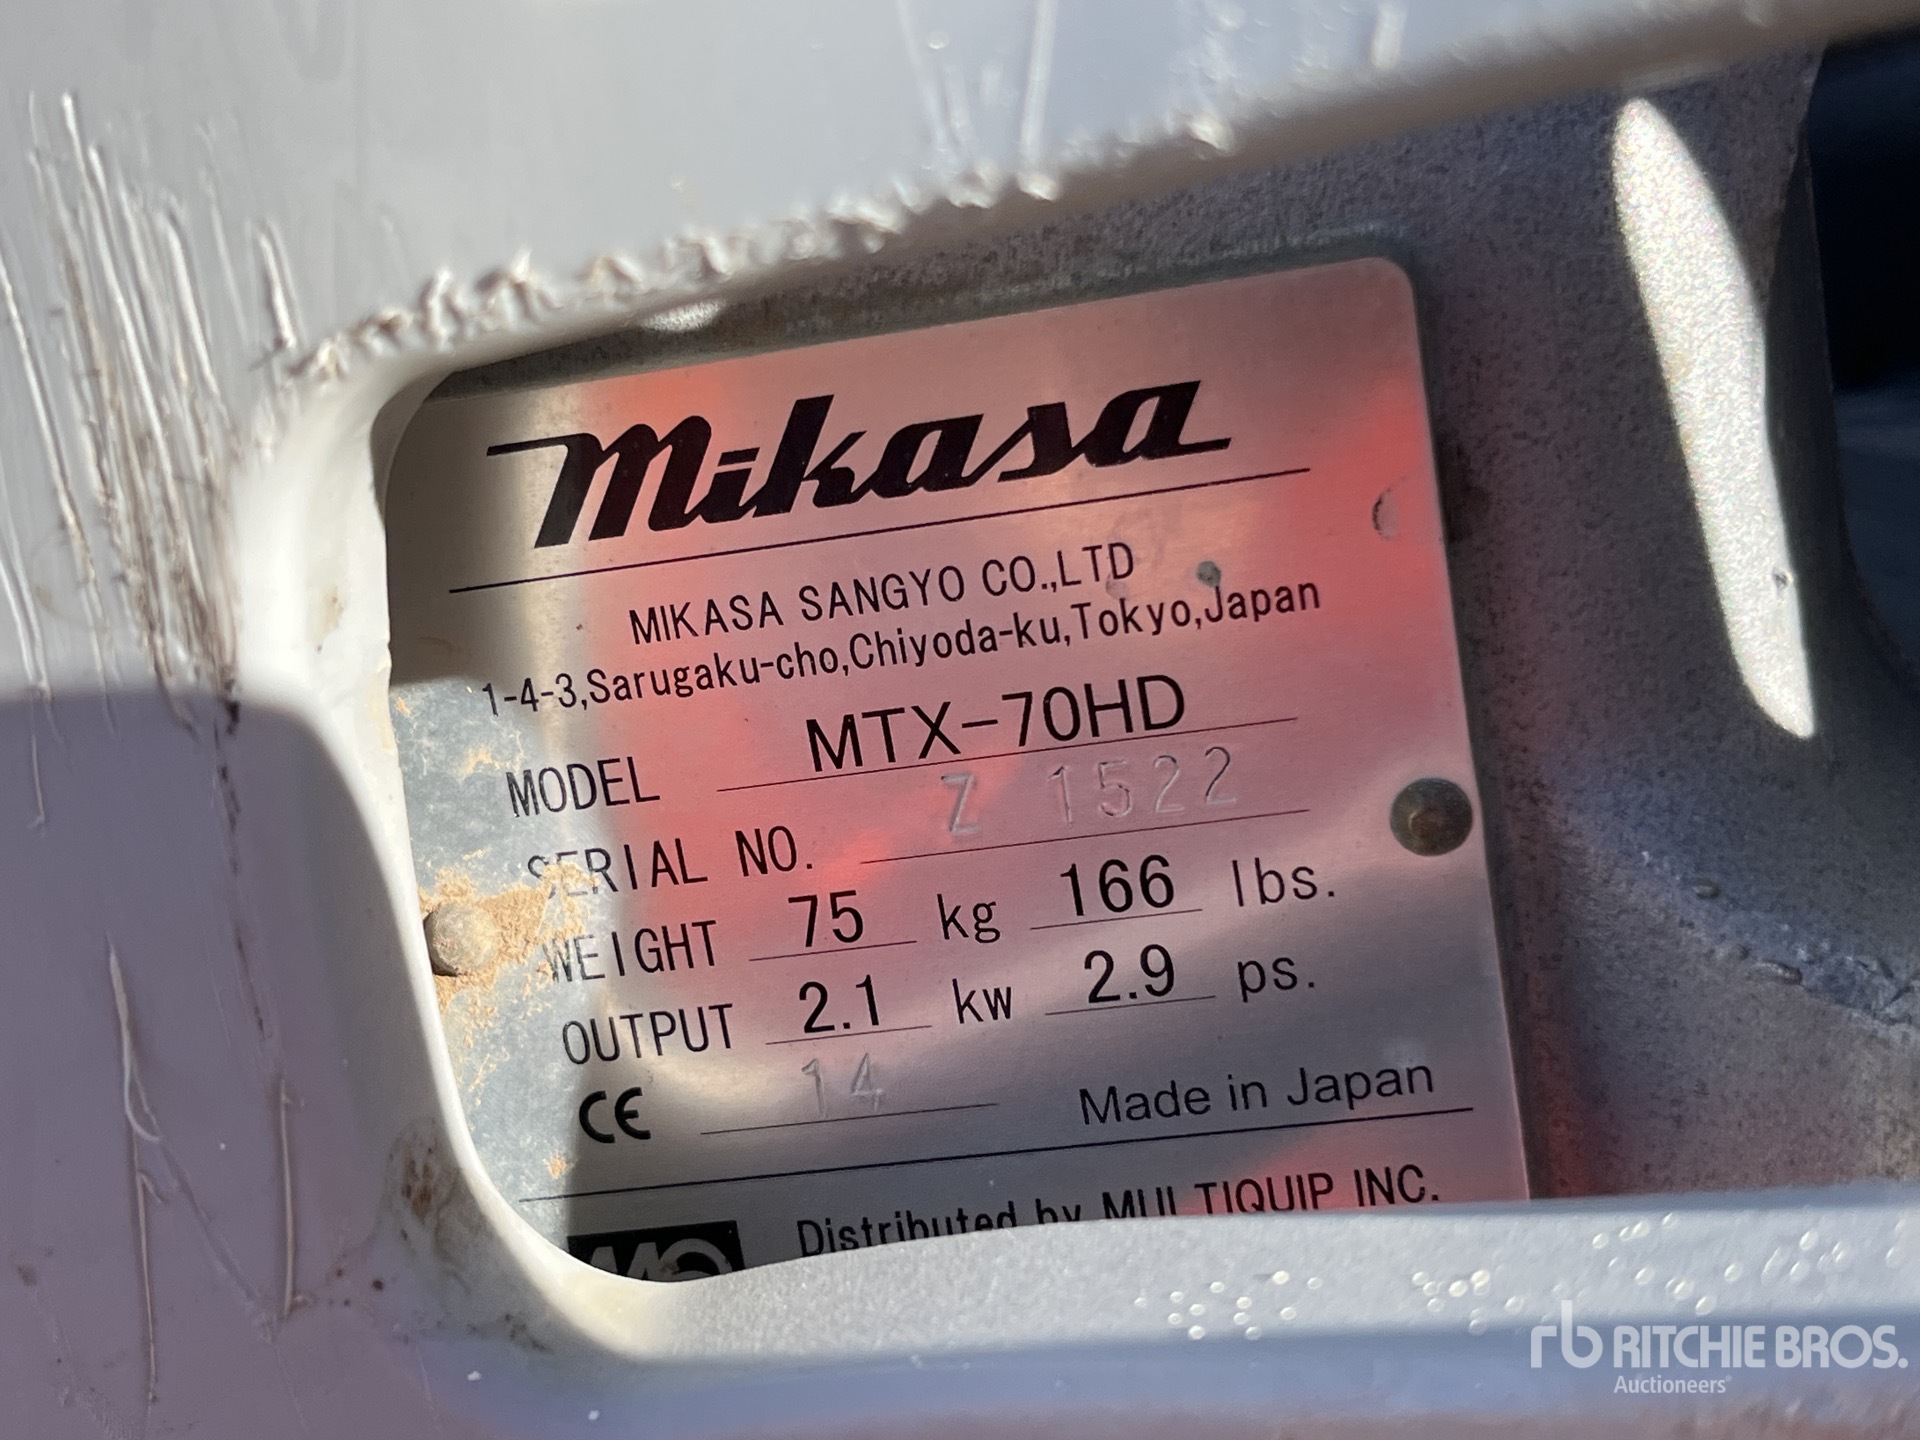 Mikasa
MIKASA SANGYO CO.,LTD
1-4-3,Sarugaku-cho,Chiyoda-ku,Tokyo,Japan
MODEL MTX-70HD
SERIAL NO. Z 1522
WEIGHT 75 kg 166 lbs.
OUTPUT 2.1 kw 2.9 ps.
CE 14 Made in Japan
MQ Distributed by MULTIQUIP INC.
rb RITCHIE BROS.
Auctioneers